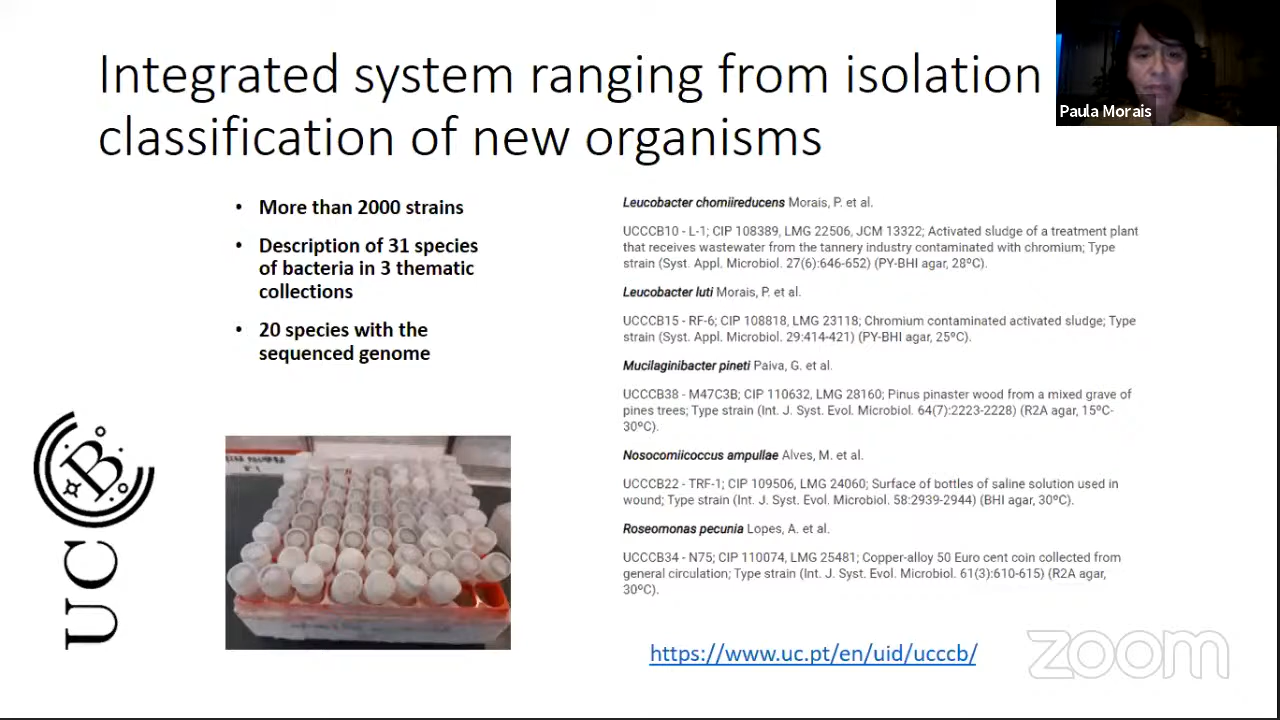 Integrated system ranging from isolation
classification of new organisms
Paula Morais
• More than 2000 strains
• Description of 31 species
of bacteria in 3 thematic
collections
• 20 species with the
sequenced genome
UCCB
Leucobacter chomiireducens Morais, P. et al.
UCCCB10 - L-1; CIP 108389, LMG 22506, JCM 13322; Activated sludge of a treatment plant
that receives wastewater from the tannery industry contaminated with chromium; Type
strain (Syst. Appl. Microbiol. 27(6):646-652) (PY-BHI agar, 28ºC).
Leucobacter luti Morais, P. et al.
UCCCB15 - RF-6; CIP 108818, LMG 23118; Chromium contaminated activated sludge; Type
strain (Syst. Appl. Microbiol. 29:414-421) (PY-BHI agar, 25ºC).
Mucilaginibacter pineti Paiva, G. et al.
UCCCB38 - M47C3B; CIP 110632, LMG 28160; Pinus pinaster wood from a mixed grave of
pines trees; Type strain (Int. J. Syst. Evol. Microbiol. 64(7):2223-2228) (R2A agar, 15ºC-
30ºC).
Nosocomiicoccus ampullae Alves, M. et al.
UCCCB22 - TRF-1; CIP 109506, LMG 24060; Surface of bottles of saline solution used in
wound; Type strain (Int. J. Syst. Evol. Microbiol. 58:2939-2944) (BHI agar, 30ºC).
Roseomonas pecunia Lopes, A. et al.
UCCCB34 - N75; CIP 110074, LMG 25481; Copper-alloy 50 Euro cent coin collected from
general circulation; Type strain (Int. J. Syst. Evol. Microbiol. 61(3):610-615) (R2A agar,
30ºC).
https://www.uc.pt/en/uid/ucccb/
zoom